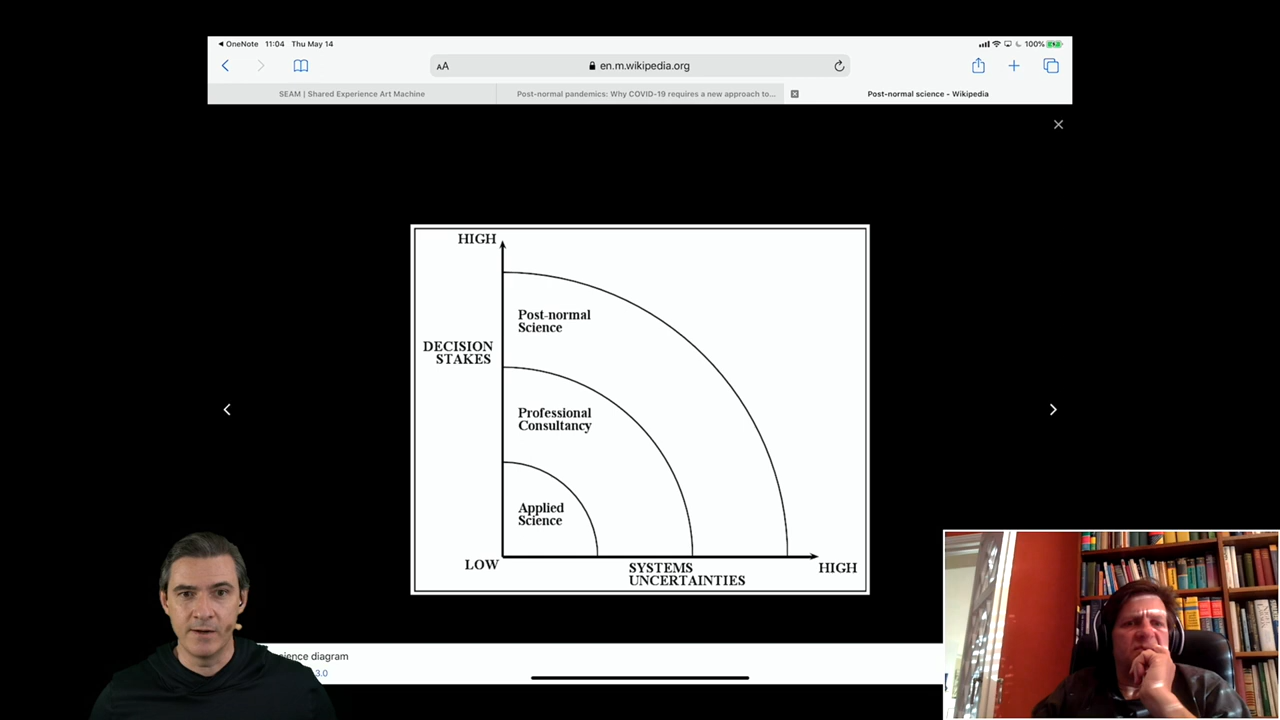 OneNote 11:04 Thu May 14
100%
AA en.m.wikipedia.org
SEAM | Shared Experience Art Machine
Post-normal pandemics: Why COVID-19 requires a new approach to...
Post-normal science - Wikipedia
HIGH
Post-normal
Science
DECISION
STAKES
Professional
Consultancy
Applied
Science
LOW
SYSTEMS
UNCERTAINTIES
HIGH
diagram
3.0